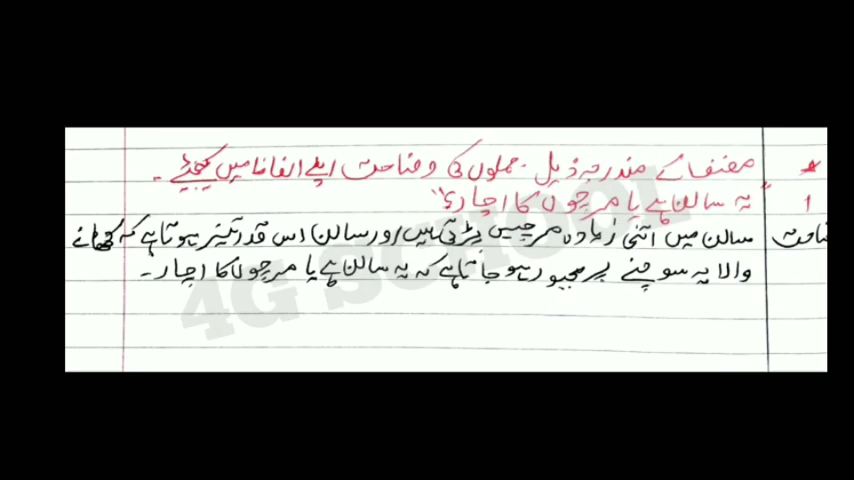 * مصنف کے مندرجہ ذیل جملوں کی وضاحت اپنے الفاظ میں کیجئے۔
1 "یہ سالن ہے یا مرچوں کا اچار؟"
وضاحت سالن میں اتنی زیادہ مرچیں پڑتی ہیں اور سالن اس قدر تیز ہوتا ہے کہ کھانے
والا یہ سوچنے پر مجبور ہو جاتا ہے کہ یہ سالن ہے یا مرچوں کا اچار۔
4G SCHOOL